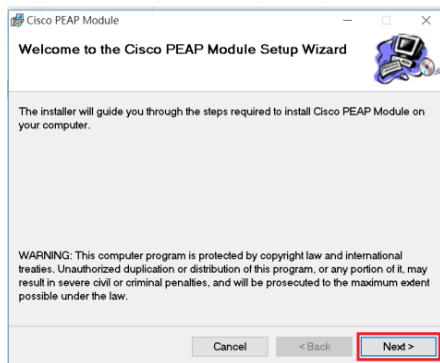 Cisco PEAP Module
Welcome to the Cisco PEAP Module Setup Wizard
The installer will guide you through the steps required to install Cisco PEAP Module on
your computer.
WARNING: This computer program is protected by copyright law and international
treaties. Unauthorized duplication or distribution of this program, or any portion of it, may
result in severe civil or criminal penalties, and will be prosecuted to the maximum extent
possible under the law.
Cancel < Back Next >